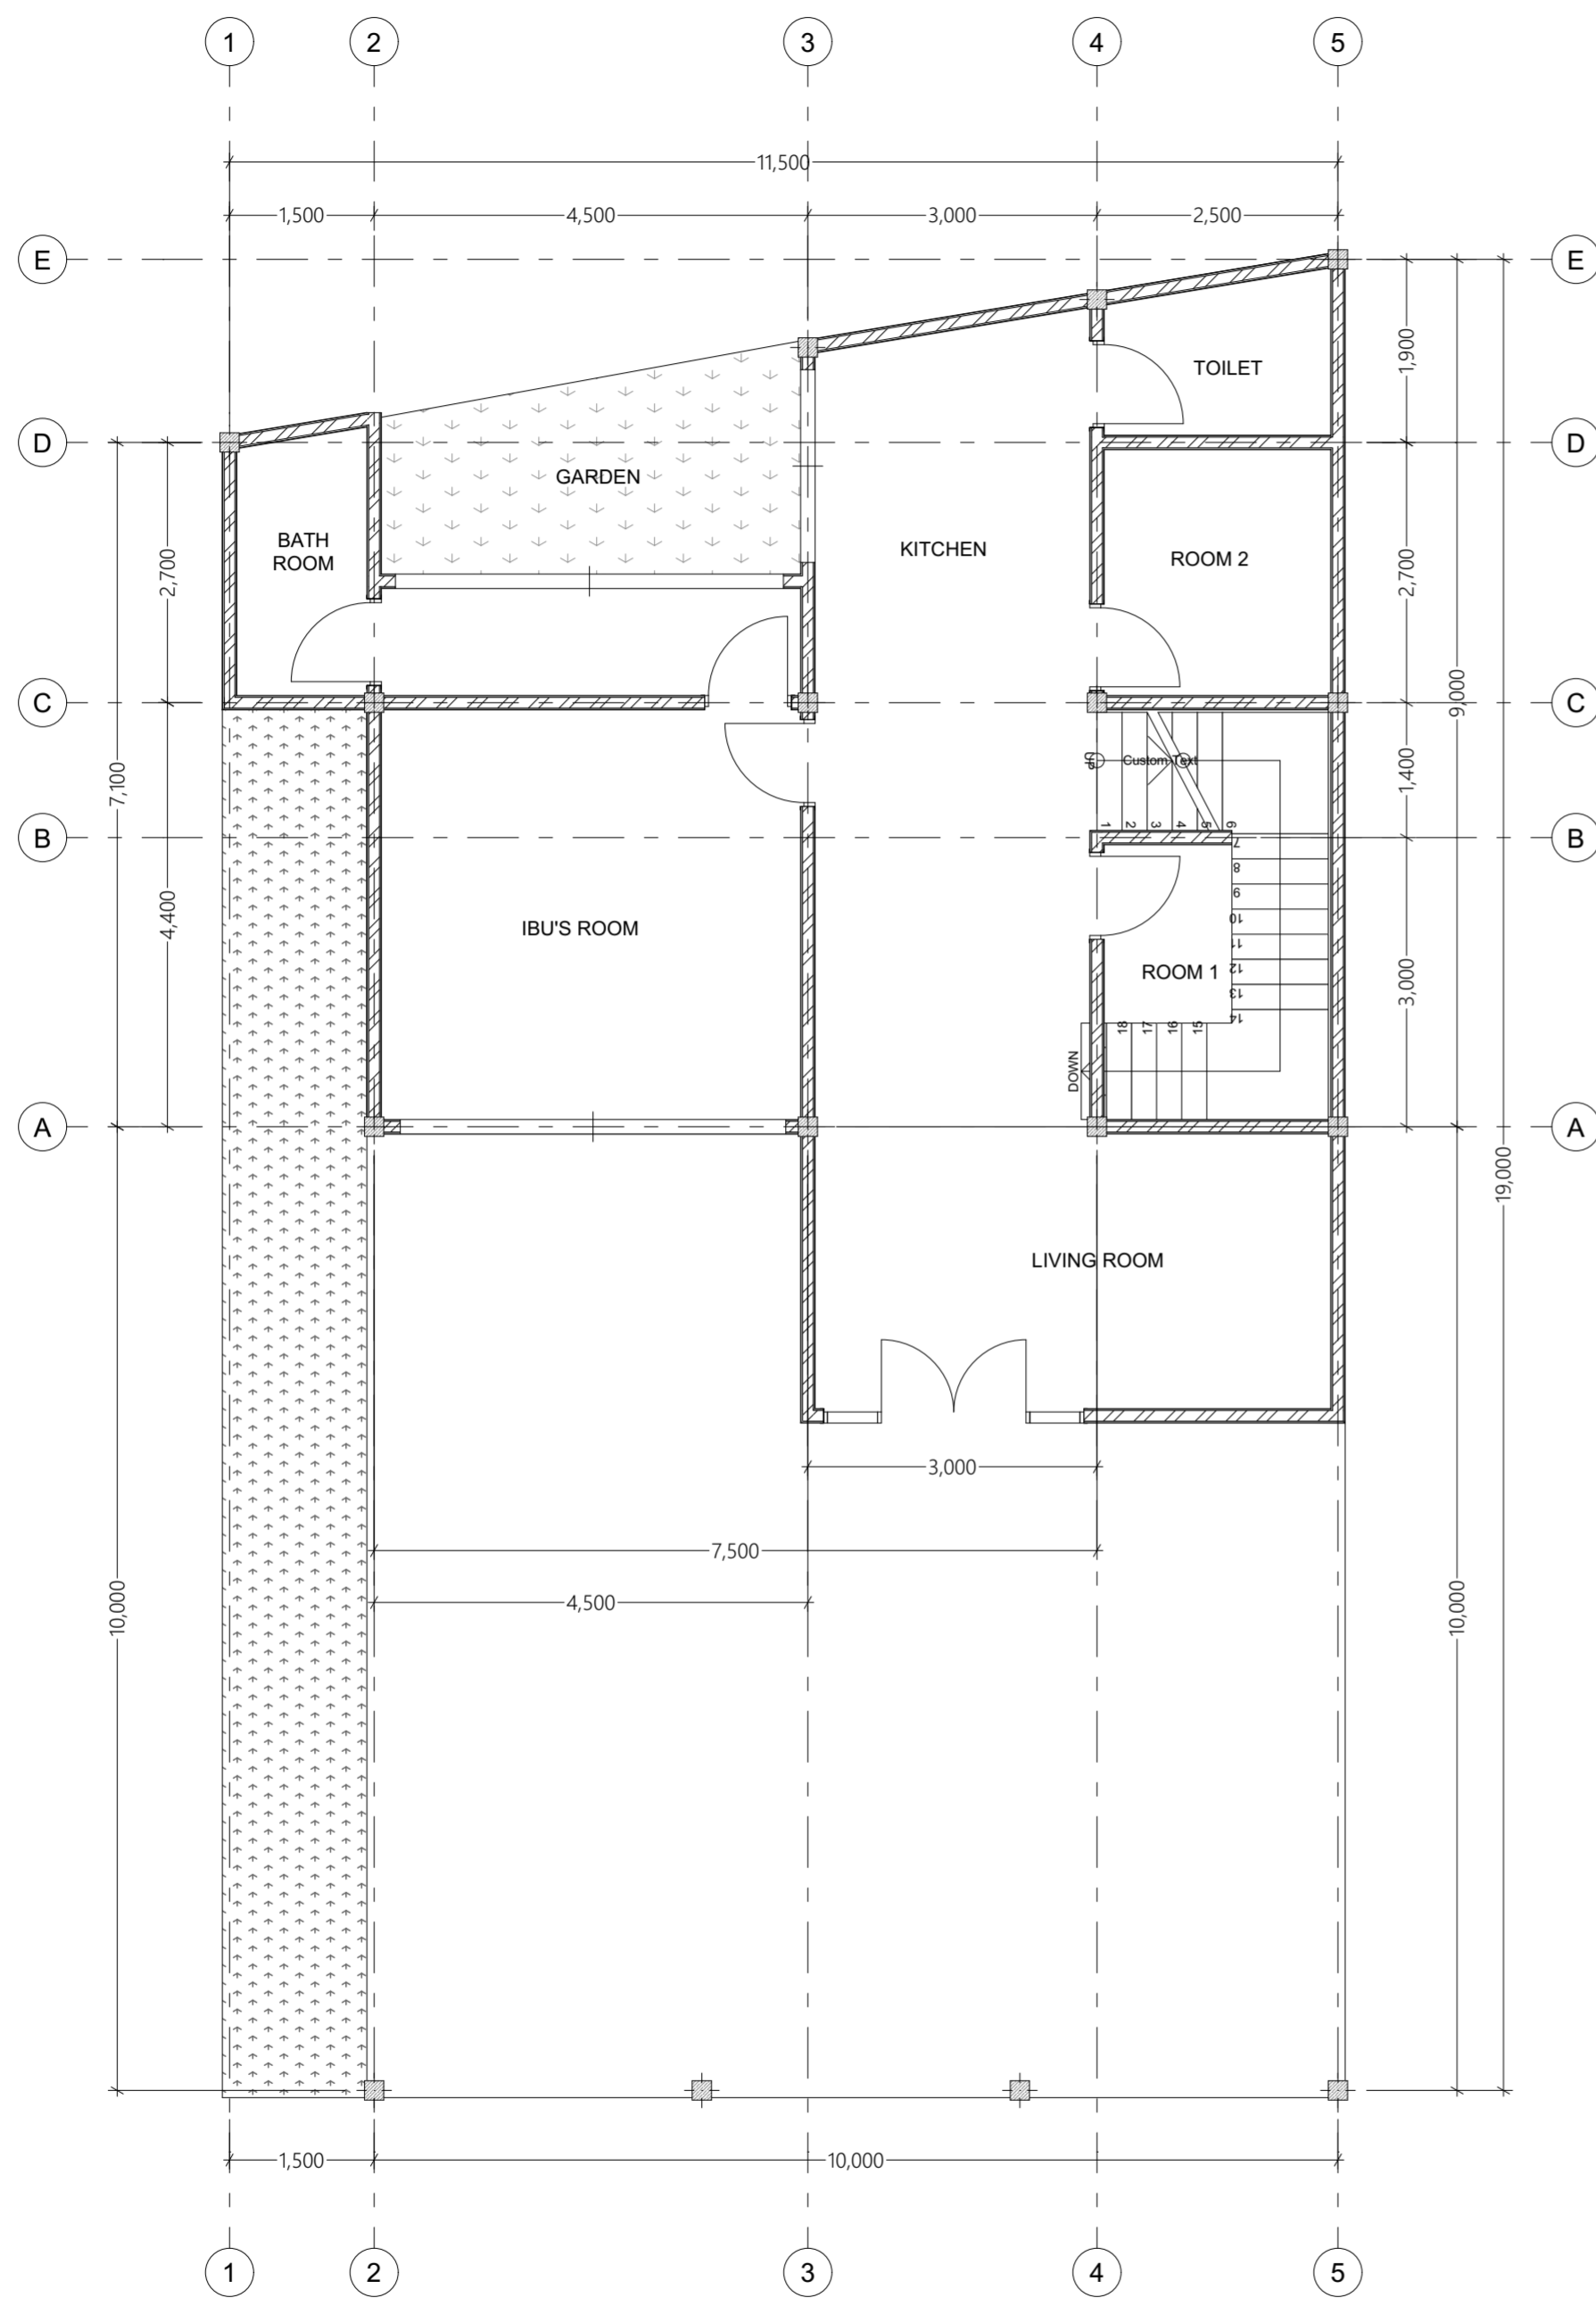 1
2
3
4
5
11,500
1,500
4,500
3,000
2,500
E
E
1,900
TOILET
D
D
GARDEN
BATH
ROOM
KITCHEN
ROOM 2
2,700
2,700
C
C
9,000
UP
Custom Text
1,400
7,100
1
2
3
4
5
6
B
B
7
8
9
10
11
12
13
14
4,400
IBU'S ROOM
ROOM 1
3,000
18
17
16
15
DOWN
A
A
19,000
LIVING ROOM
3,000
7,500
4,500
10,000
10,000
1,500
10,000
1
2
3
4
5